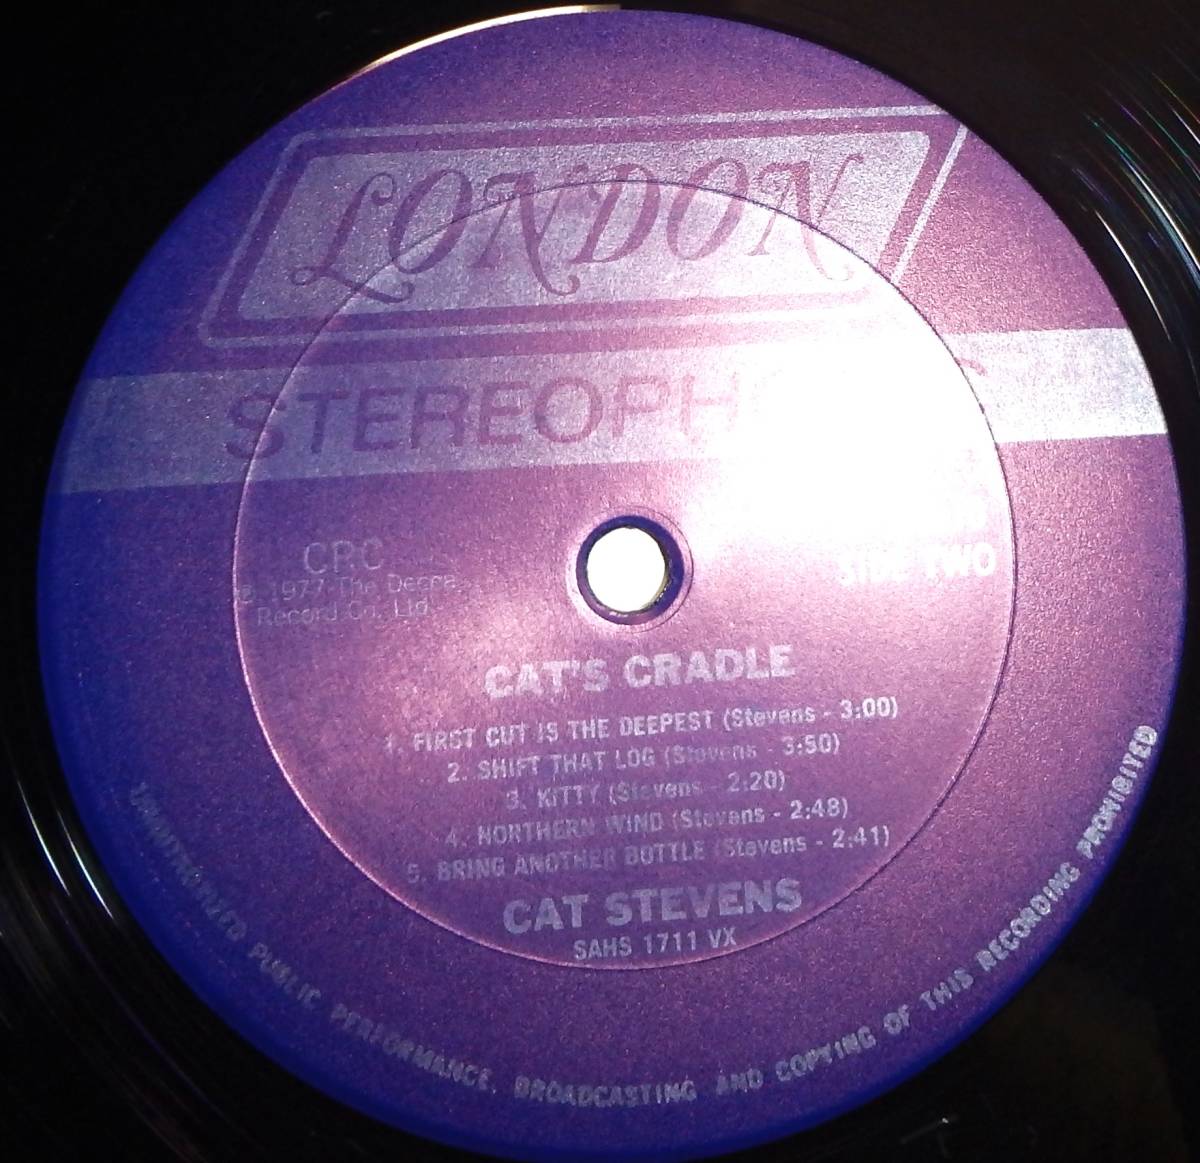 LONDON
SIDE TWO
CRC
℗ 1977 The Decca
Record Co. Ltd.
CAT'S CRADLE
1. FIRST CUT IS THE DEEPEST (Stevens - 3:00)
2. SHIFT THAT LOG (Stevens - 3:50)
3. KITTY (Stevens - 2:20)
4. NORTHERN WIND (Stevens - 2:48)
5. BRING ANOTHER BOTTLE (Stevens - 2:41)
CAT STEVENS
SAHS 1711 VX
UNAUTHORIZED PUBLIC PERFORMANCE, BROADCASTING AND COPYING OF THIS RECORDING PROHIBITED